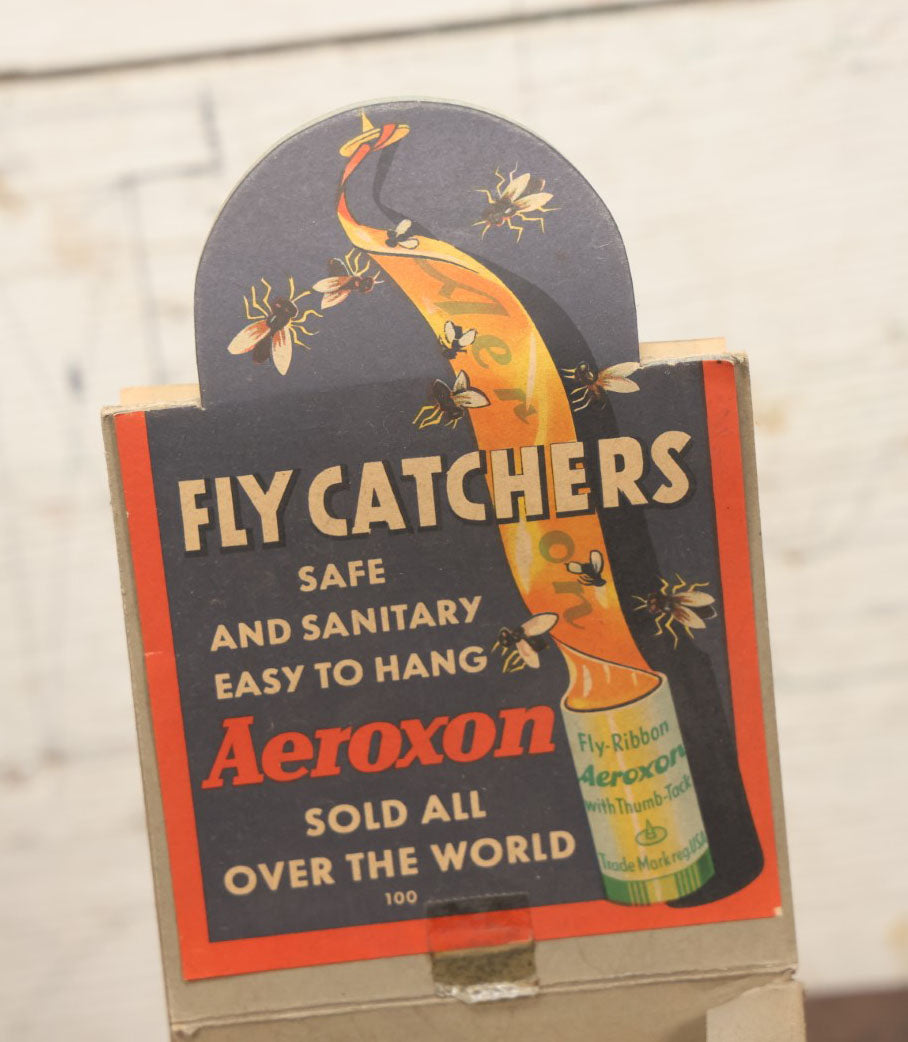 FLY CATCHERS
SAFE
AND SANITARY
EASY TO HANG
Aeroxon
SOLD ALL
OVER THE WORLD
100
Aeroxon
Fly-Ribbon
Aeroxon
with Thumb-Tack
Trade Mark reg. USA